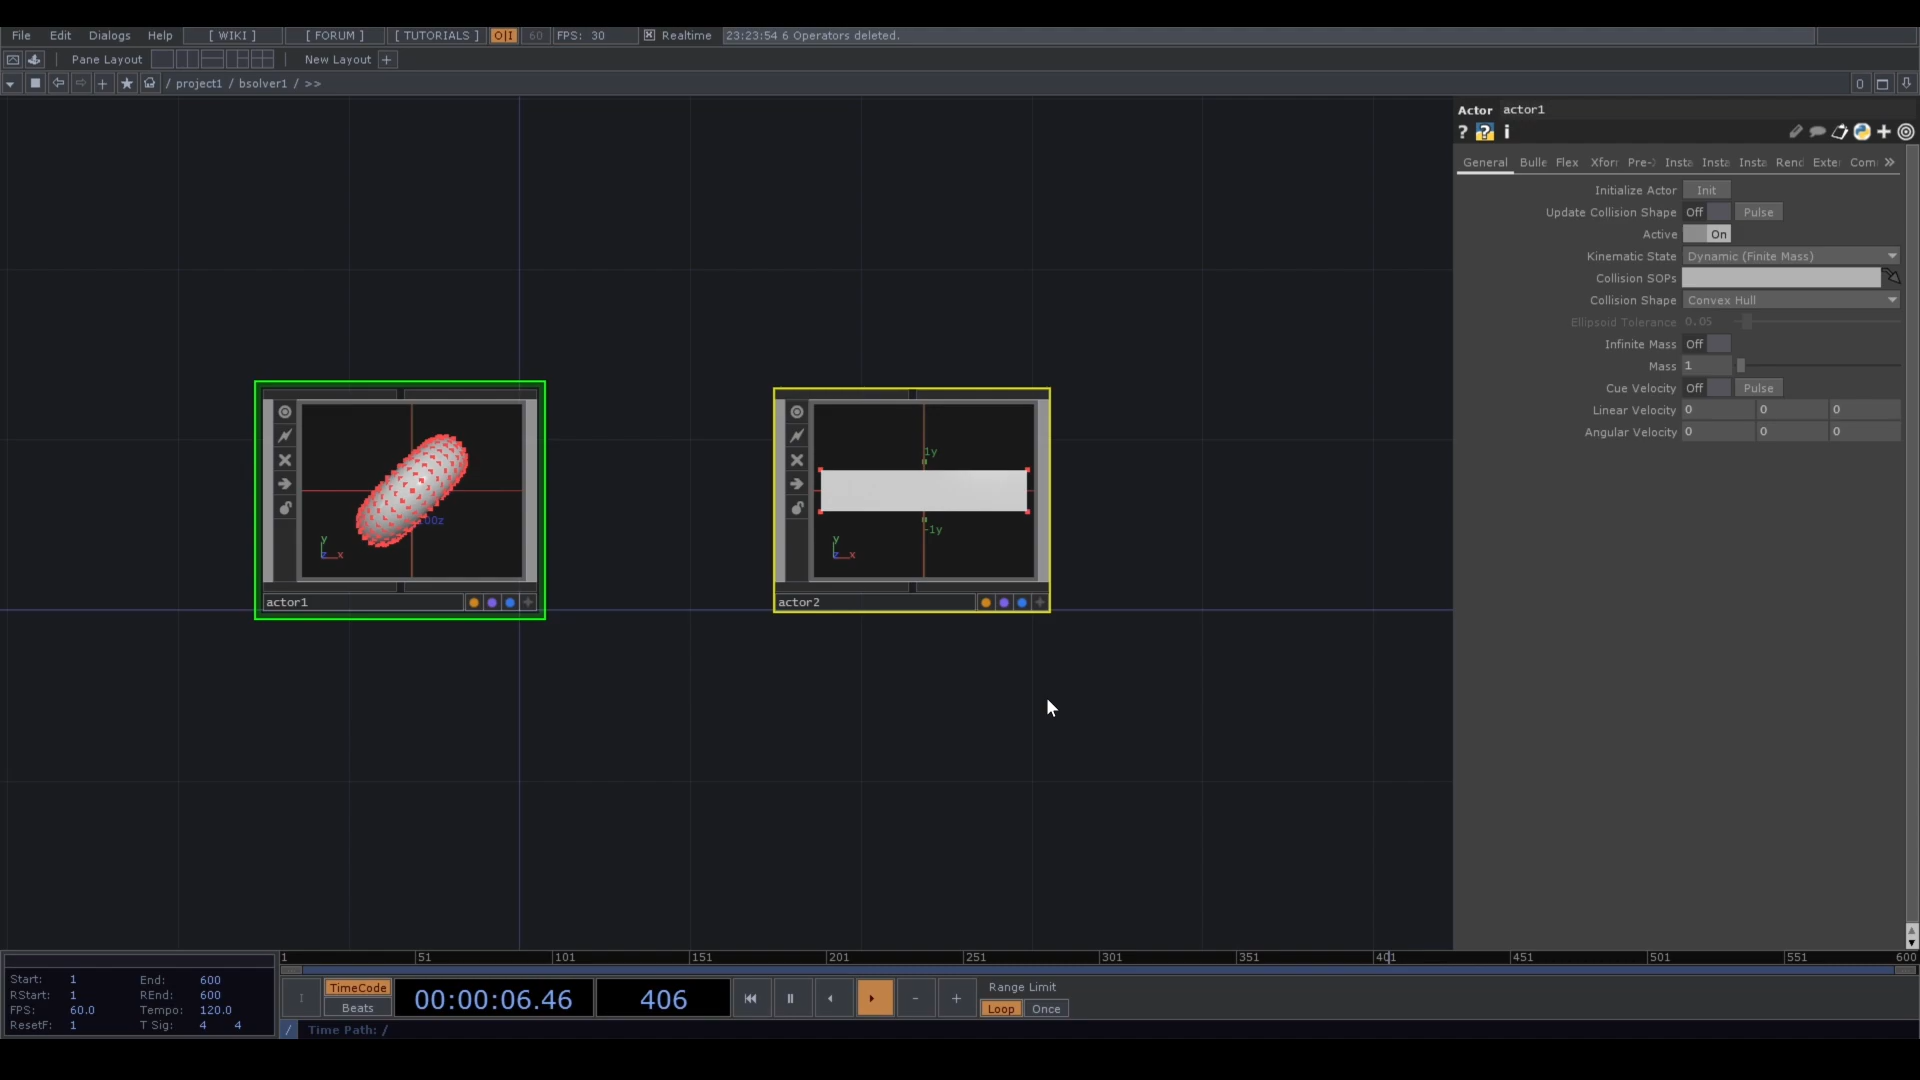 File Edit Dialogs Help [ WIKI ] [ FORUM ] [ TUTORIALS ] O|I 60 FPS: 30 Realtime 23:23:54 6 Operators deleted.
Pane Layout New Layout +
/ project1 / bsolver1 / >> 0
Actor actor1
? ? i
General Bulle Flex Xfor Pre- Insta Insta Insta Rend Exte Com
Initialize Actor Init
Update Collision Shape Off Pulse
Active On
Kinematic State Dynamic (Finite Mass)
Collision SOPs
Collision Shape Convex Hull
Ellipsoid Tolerance 0.05
Infinite Mass Off
Mass 1
Cue Velocity Off Pulse
Linear Velocity 0 0 0
Angular Velocity 0 0 0
1y
00z
-1y
y
z x
y
z x
actor1
actor2
1 51 101 151 201 251 301 351 401 451 501 551 600
Start: 1 End: 600
RStart: 1 REnd: 600
FPS: 60.0 Tempo: 120.0
ResetF: 1 T Sig: 4 4
I TimeCode Beats 00:00:06.46 406 - + Range Limit
Loop Once
/ Time Path: /